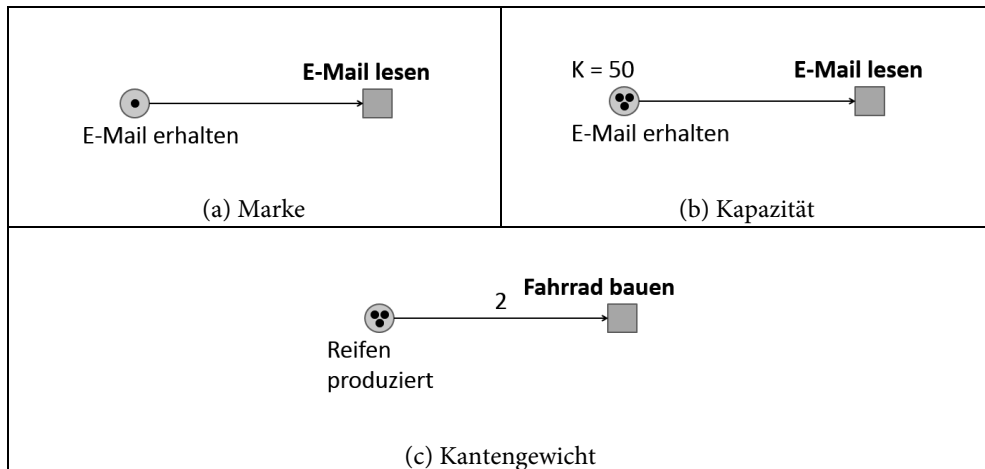 E-Mail lesen
E-Mail erhalten
(a) Marke
K = 50
E-Mail lesen
E-Mail erhalten
(b) Kapazität
Fahrrad bauen
2
Reifen
produziert
(c) Kantengewicht